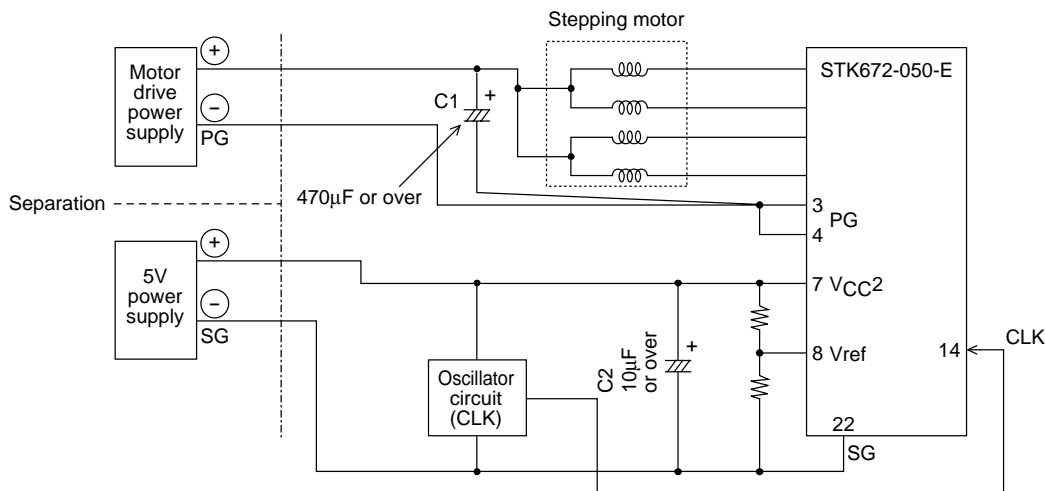 Stepping motor
Motor
drive
power
supply
+
−
PG
C1
+
470μF or over
STK672-050-E
3
PG
4
Separation
5V
power
supply
+
−
SG
7 VCC2
8 Vref
14
CLK
Oscillator
circuit
(CLK)
C2
10μF
or over
+
22
SG